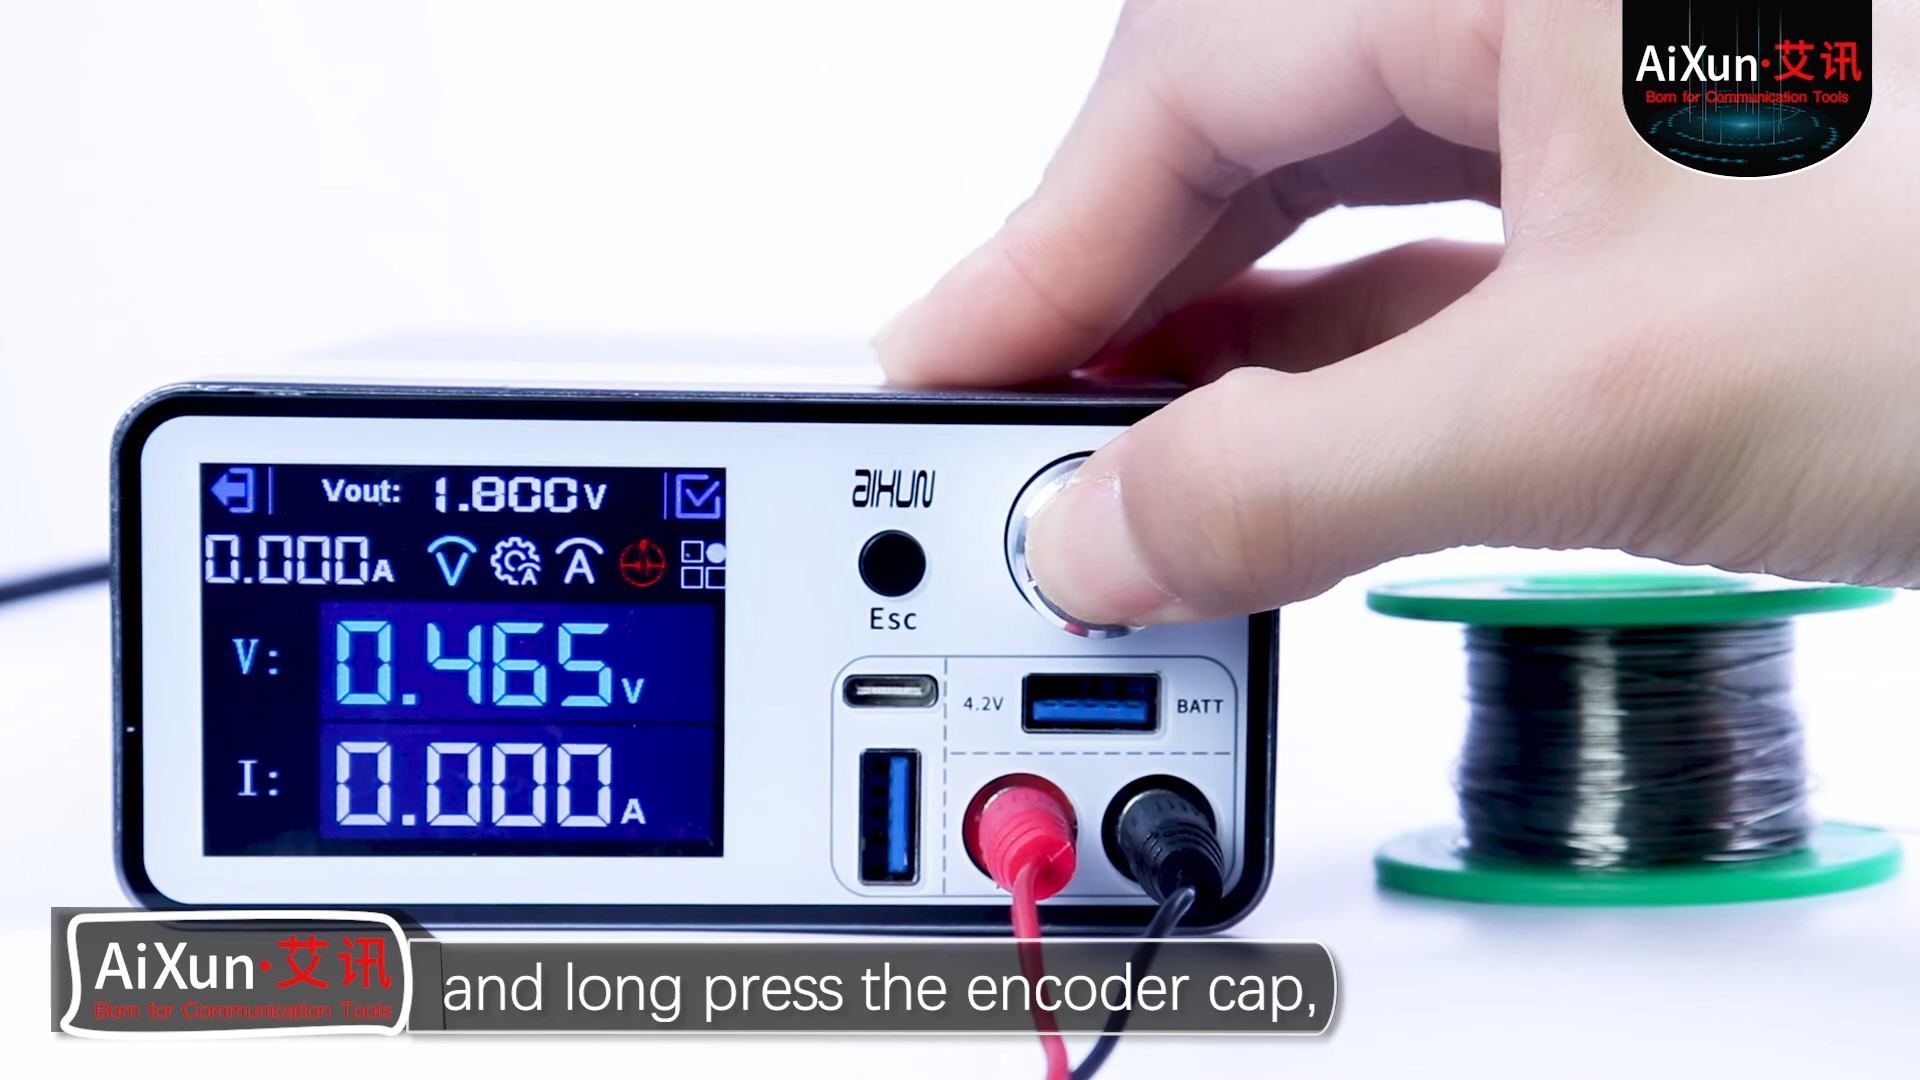 AiXun·艾讯
Born for Communication Tools
Vout: 1.800V
0.000A
V A A
V: 0.465V
I: 0.000A
aiXUN
Esc
4.2V
BATT
AiXun·艾讯
Born for Communication Tools
and long press the encoder cap,